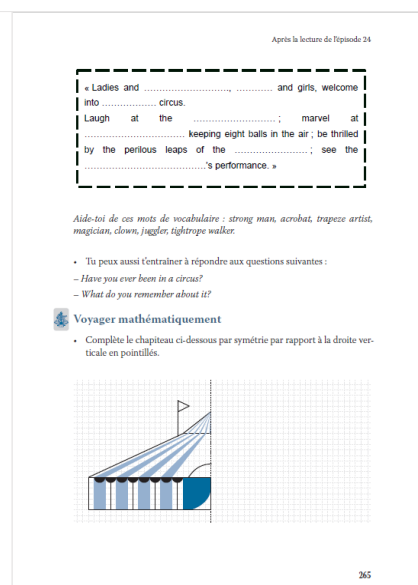 Après la lecture de l'épisode 24
« Ladies and ................................, .............. and girls, welcome
into .................... circus.
Laugh at the ............................... ; marvel at
...................................... keeping eight balls in the air ; be thrilled
by the perilous leaps of the ............................ ; see the
..............................................'s performance. »
Aide-toi de ces mots de vocabulaire : strong man, acrobat, trapeze artist,
magician, clown, juggler, tightrope walker.
• Tu peux aussi t'entraîner à répondre aux questions suivantes :
– Have you ever been in a circus?
– What do you remember about it?
Voyager mathématiquement
• Complète le chapiteau ci-dessous par symétrie par rapport à la droite ver-
ticale en pointillés.
265